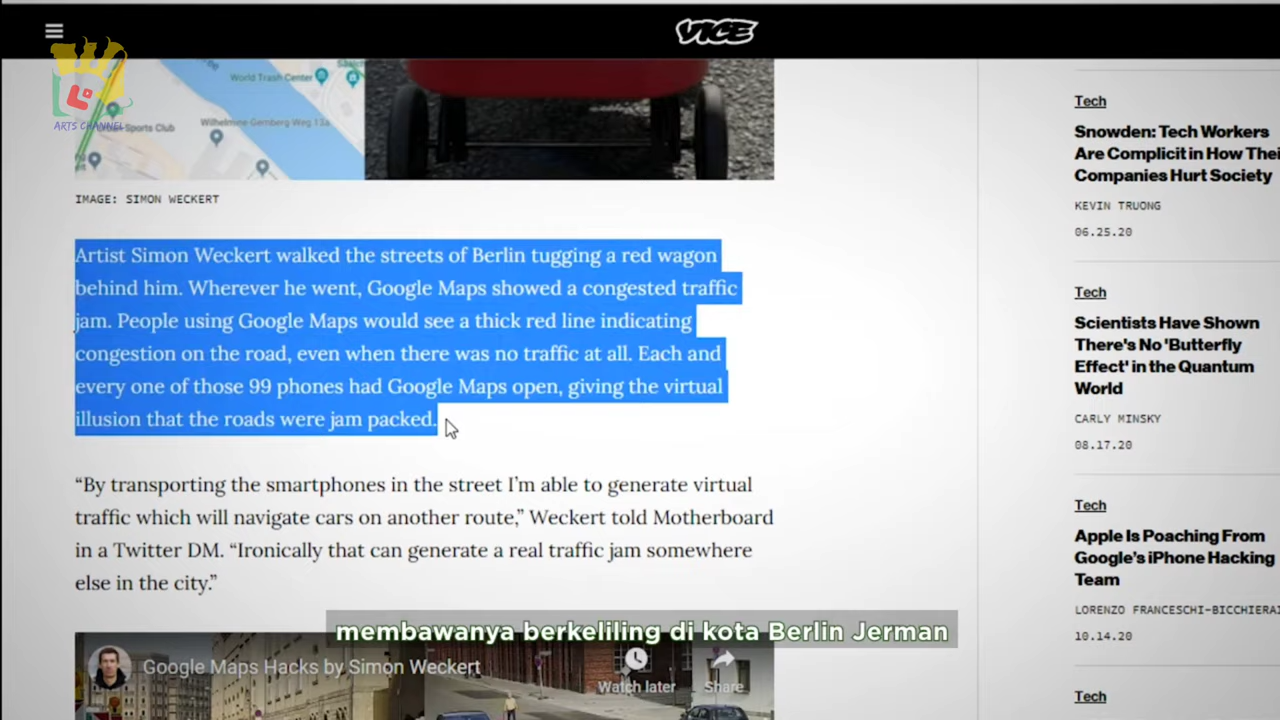 VICE
Lo
ARTS CHANNEL
World Trash Center
Sports Club
Wilhelmine-Gemberg-Weg 13a
IMAGE: SIMON WECKERT
Artist Simon Weckert walked the streets of Berlin tugging a red wagon
behind him. Wherever he went, Google Maps showed a congested traffic
jam. People using Google Maps would see a thick red line indicating
congestion on the road, even when there was no traffic at all. Each and
every one of those 99 phones had Google Maps open, giving the virtual
illusion that the roads were jam packed.
“By transporting the smartphones in the street I’m able to generate virtual
traffic which will navigate cars on another route,” Weckert told Motherboard
in a Twitter DM. “Ironically that can generate a real traffic jam somewhere
else in the city.”
membawanya berkeliling di kota Berlin Jerman
Google Maps Hacks by Simon Weckert
Watch later
Share
Tech
Snowden: Tech Workers
Are Complicit in How Thei
Companies Hurt Society
KEVIN TRUONG
06.25.20
Tech
Scientists Have Shown
There's No 'Butterfly
Effect' in the Quantum
World
CARLY MINSKY
08.17.20
Tech
Apple Is Poaching From
Google’s iPhone Hacking
Team
LORENZO FRANCESCHI-BICCHIERAI
10.14.20
Tech